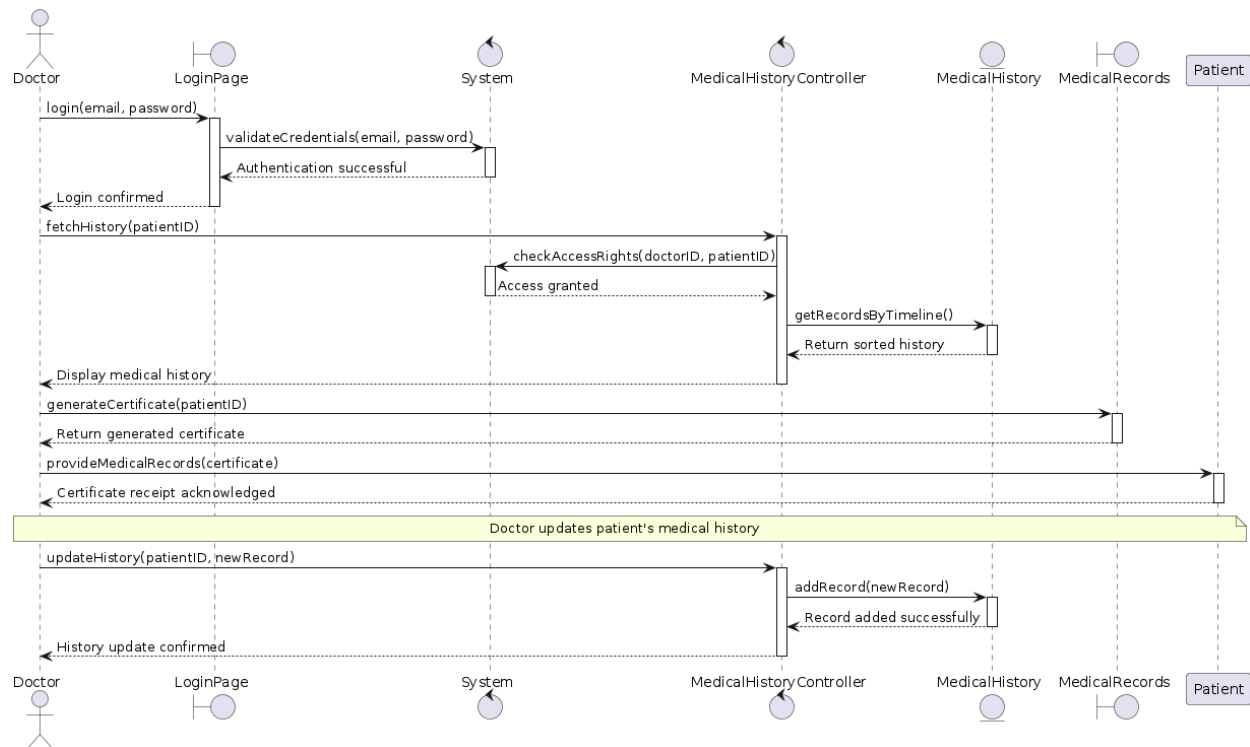 Doctor
LoginPage
System
MedicalHistoryController
MedicalHistory
MedicalRecords
Patient
login(email, password)
validateCredentials(email, password)
Authentication successful
Login confirmed
fetchHistory(patientID)
checkAccessRights(doctorID, patientID)
Access granted
getRecordsByTimeline()
Return sorted history
Display medical history
generateCertificate(patientID)
Return generated certificate
provideMedicalRecords(certificate)
Certificate receipt acknowledged
Doctor updates patient's medical history
updateHistory(patientID, newRecord)
addRecord(newRecord)
Record added successfully
History update confirmed
Doctor
LoginPage
System
MedicalHistoryController
MedicalHistory
MedicalRecords
Patient